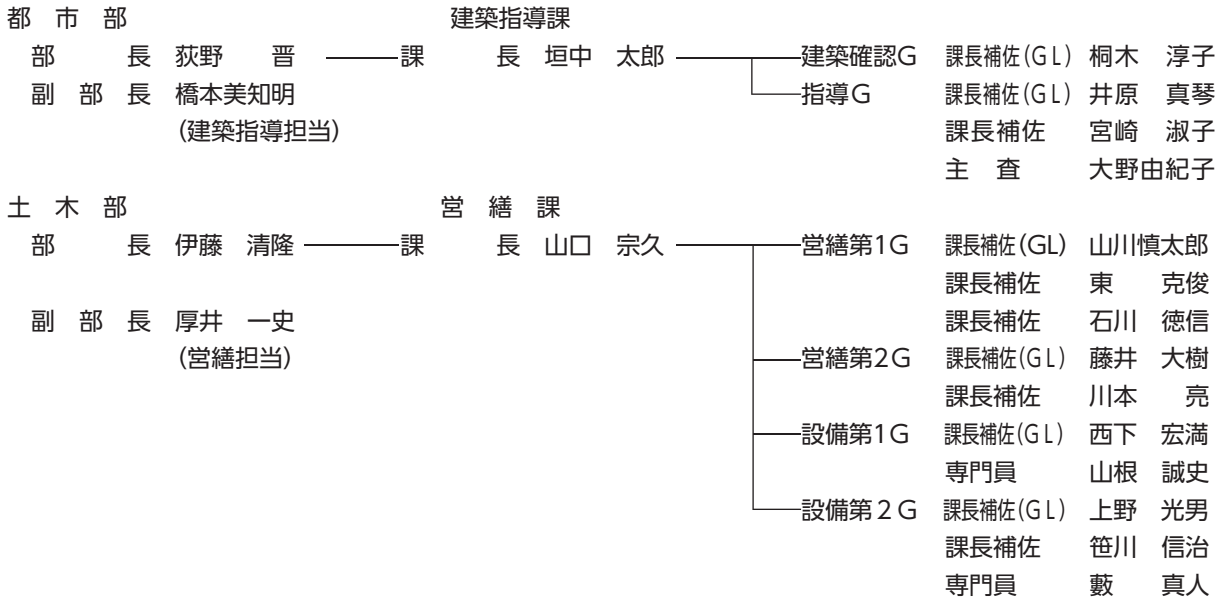 都市部　建築指導課
部長 荻野 晋　課長 垣中 太郎　建築確認G 課長補佐(GL) 桐木 淳子
副部長 橋本美知明　指導G 課長補佐(GL) 井原 真琴
(建築指導担当)　課長補佐 宮崎 淑子
主査 大野由紀子
土木部　営繕課
部長 伊藤 清隆　課長 山口 宗久　営繕第1G 課長補佐(GL) 山川慎太郎
課長補佐 東 克俊
副部長 厚井 一史　課長補佐 石川 徳信
(営繕担当)　営繕第2G 課長補佐(GL) 藤井 大樹
課長補佐 川本 亮
設備第1G 課長補佐(GL) 西下 宏満
専門員 山根 誠史
設備第2G 課長補佐(GL) 上野 光男
課長補佐 笹川 信治
専門員 藪 真人